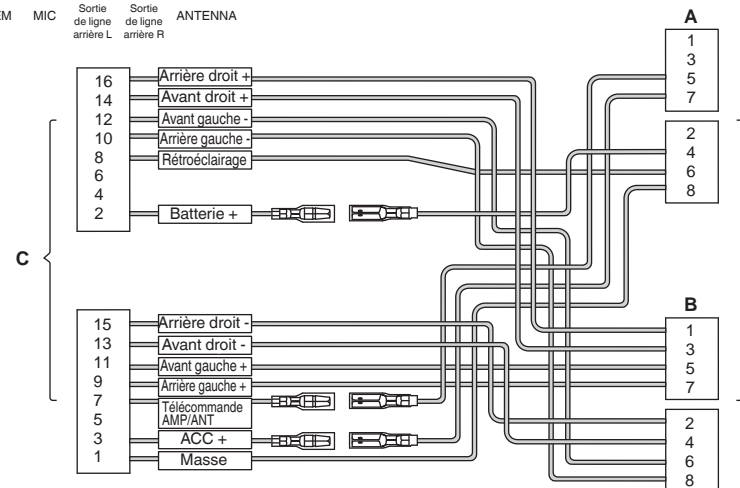 EM
MIC
Sortie
de ligne
arrière L
Sortie
de ligne
arrière R
ANTENNA
A
1
3
5
7
2
4
6
8
16
14
12
10
8
6
4
2
Arrière droit +
Avant droit +
Avant gauche -
Arrière gauche -
Rétroéclairage
Batterie +
C
B
1
3
5
7
2
4
6
8
15
13
11
9
7
5
3
1
Arrière droit -
Avant droit -
Avant gauche +
Arrière gauche +
Télécommande
AMP/ANT
ACC +
Masse